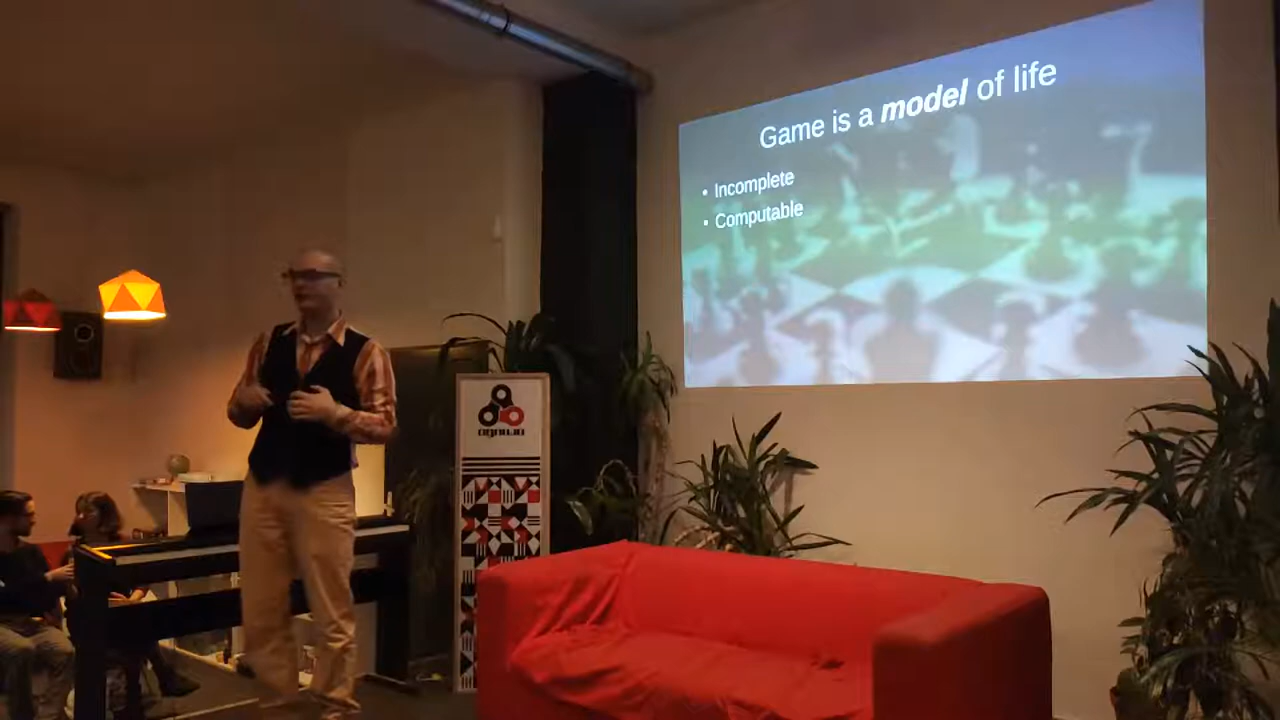 Game is a model of life
• Incomplete
• Computable